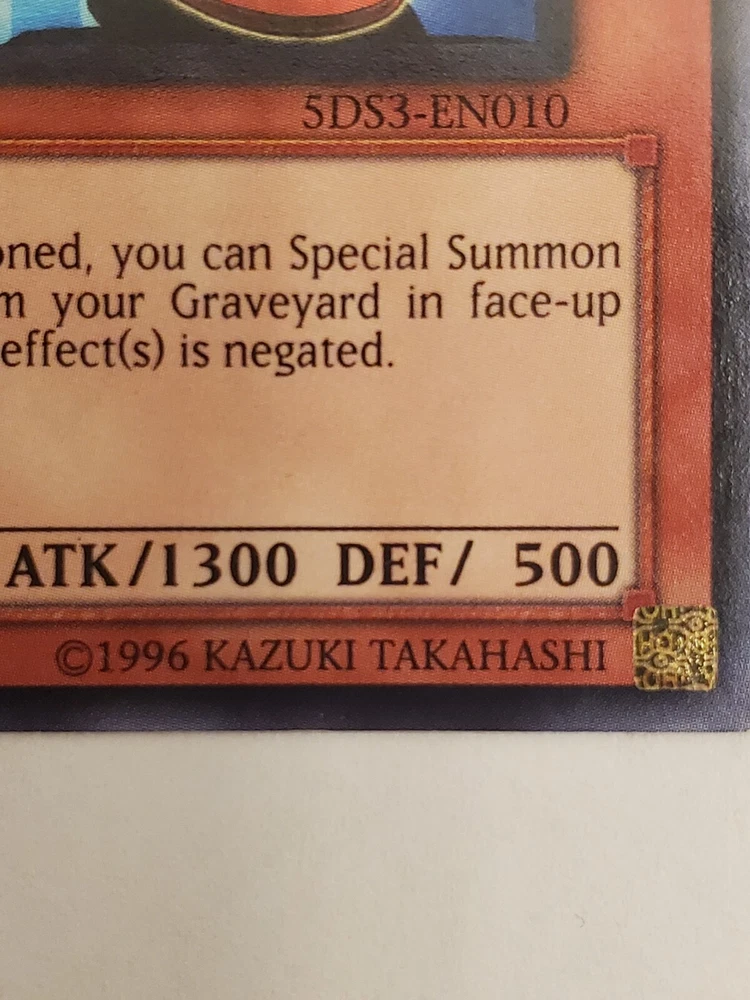 5DS3-EN010
oned, you can Special Summon
m your Graveyard in face-up
effect(s) is negated.
ATK/1300 DEF/ 500
©1996 KAZUKI TAKAHASHI